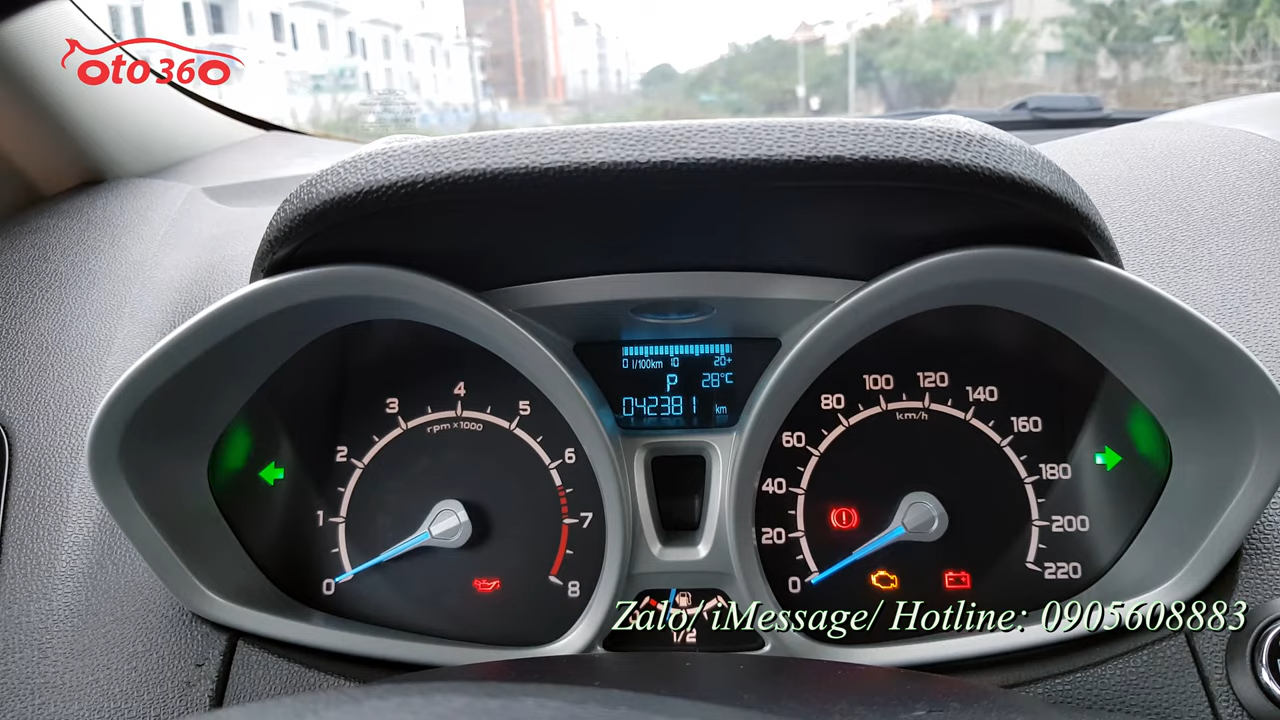 oto360
0 l/100km 10 20+
P 28°C
042381 km
0 1 2 3 4 5 6 7 8
rpm x1000
0 20 40 60 80 100 120 140 160 180 200 220
km/h
1/2
Zalo/ iMessage/ Hotline: 0905608883